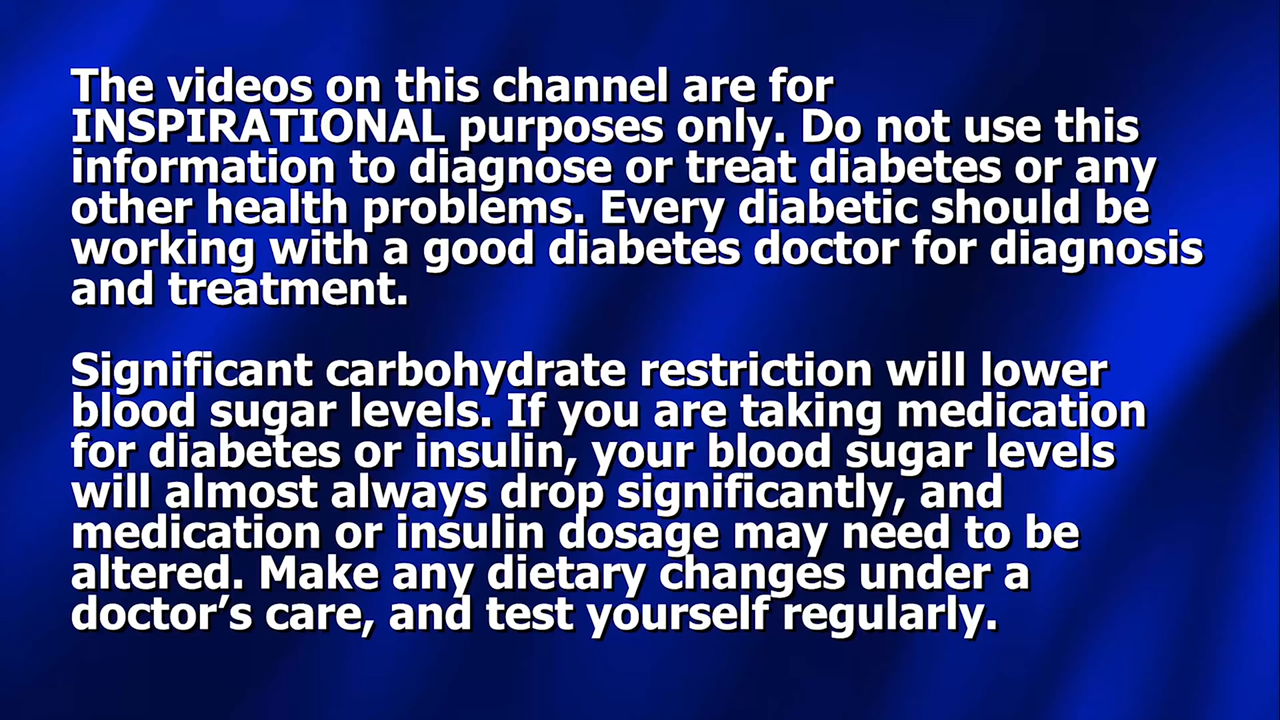 The videos on this channel are for
INSPIRATIONAL purposes only. Do not use this
information to diagnose or treat diabetes or any
other health problems. Every diabetic should be
working with a good diabetes doctor for diagnosis
and treatment.
Significant carbohydrate restriction will lower
blood sugar levels. If you are taking medication
for diabetes or insulin, your blood sugar levels
will almost always drop significantly, and
medication or insulin dosage may need to be
altered. Make any dietary changes under a
doctor’s care, and test yourself regularly.